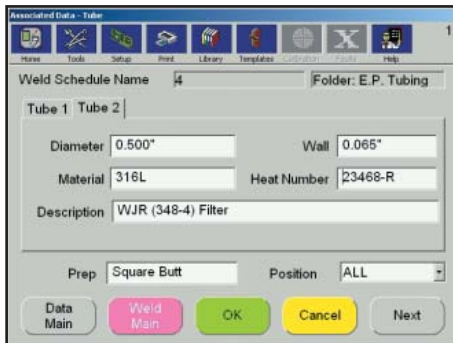 Associated Data - Tube
Home Tools Setup Print Library Templates Calibration Faults Help
1
Weld Schedule Name 4 Folder: E.P. Tubing
Tube 1 Tube 2
Diameter 0.500" Wall 0.065"
Material 316L Heat Number 23468-R
Description WJR (348-4) Filter
Prep Square Butt Position ALL
Data Main Weld Main OK Cancel Next